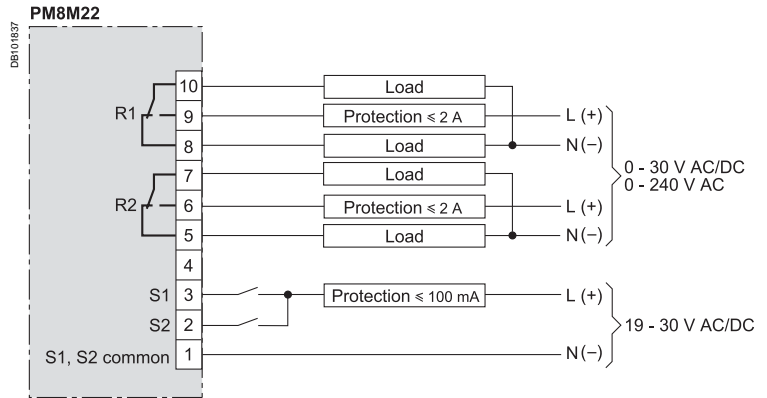 PM8M22
DB101837
10 Load
R1 9 Protection ≤ 2 A L (+)
8 Load N (−)
7 Load
0 - 30 V AC/DC
0 - 240 V AC
R2 6 Protection ≤ 2 A L (+)
5 Load N (−)
4
S1 3 Protection ≤ 100 mA L (+)
S2 2
19 - 30 V AC/DC
S1, S2 common 1 N (−)